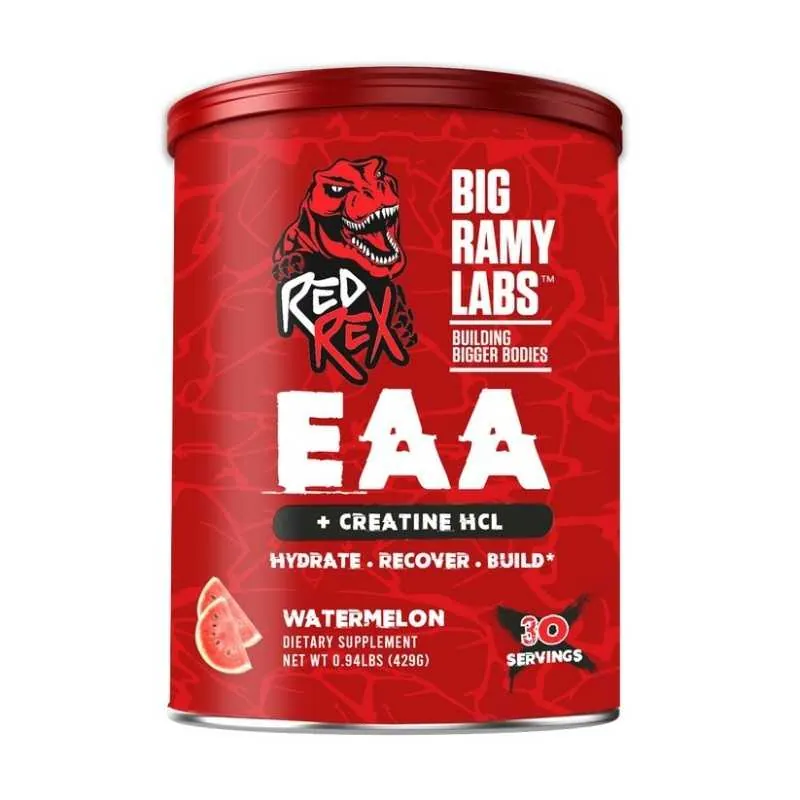 RED
REX
BIG
RAMY
LABS™
BUILDING
BIGGER BODIES
EAA
+ CREATINE HCL
HYDRATE • RECOVER • BUILD*
WATERMELON
DIETARY SUPPLEMENT
NET WT 0.94LBS (429G)
30
SERVINGS